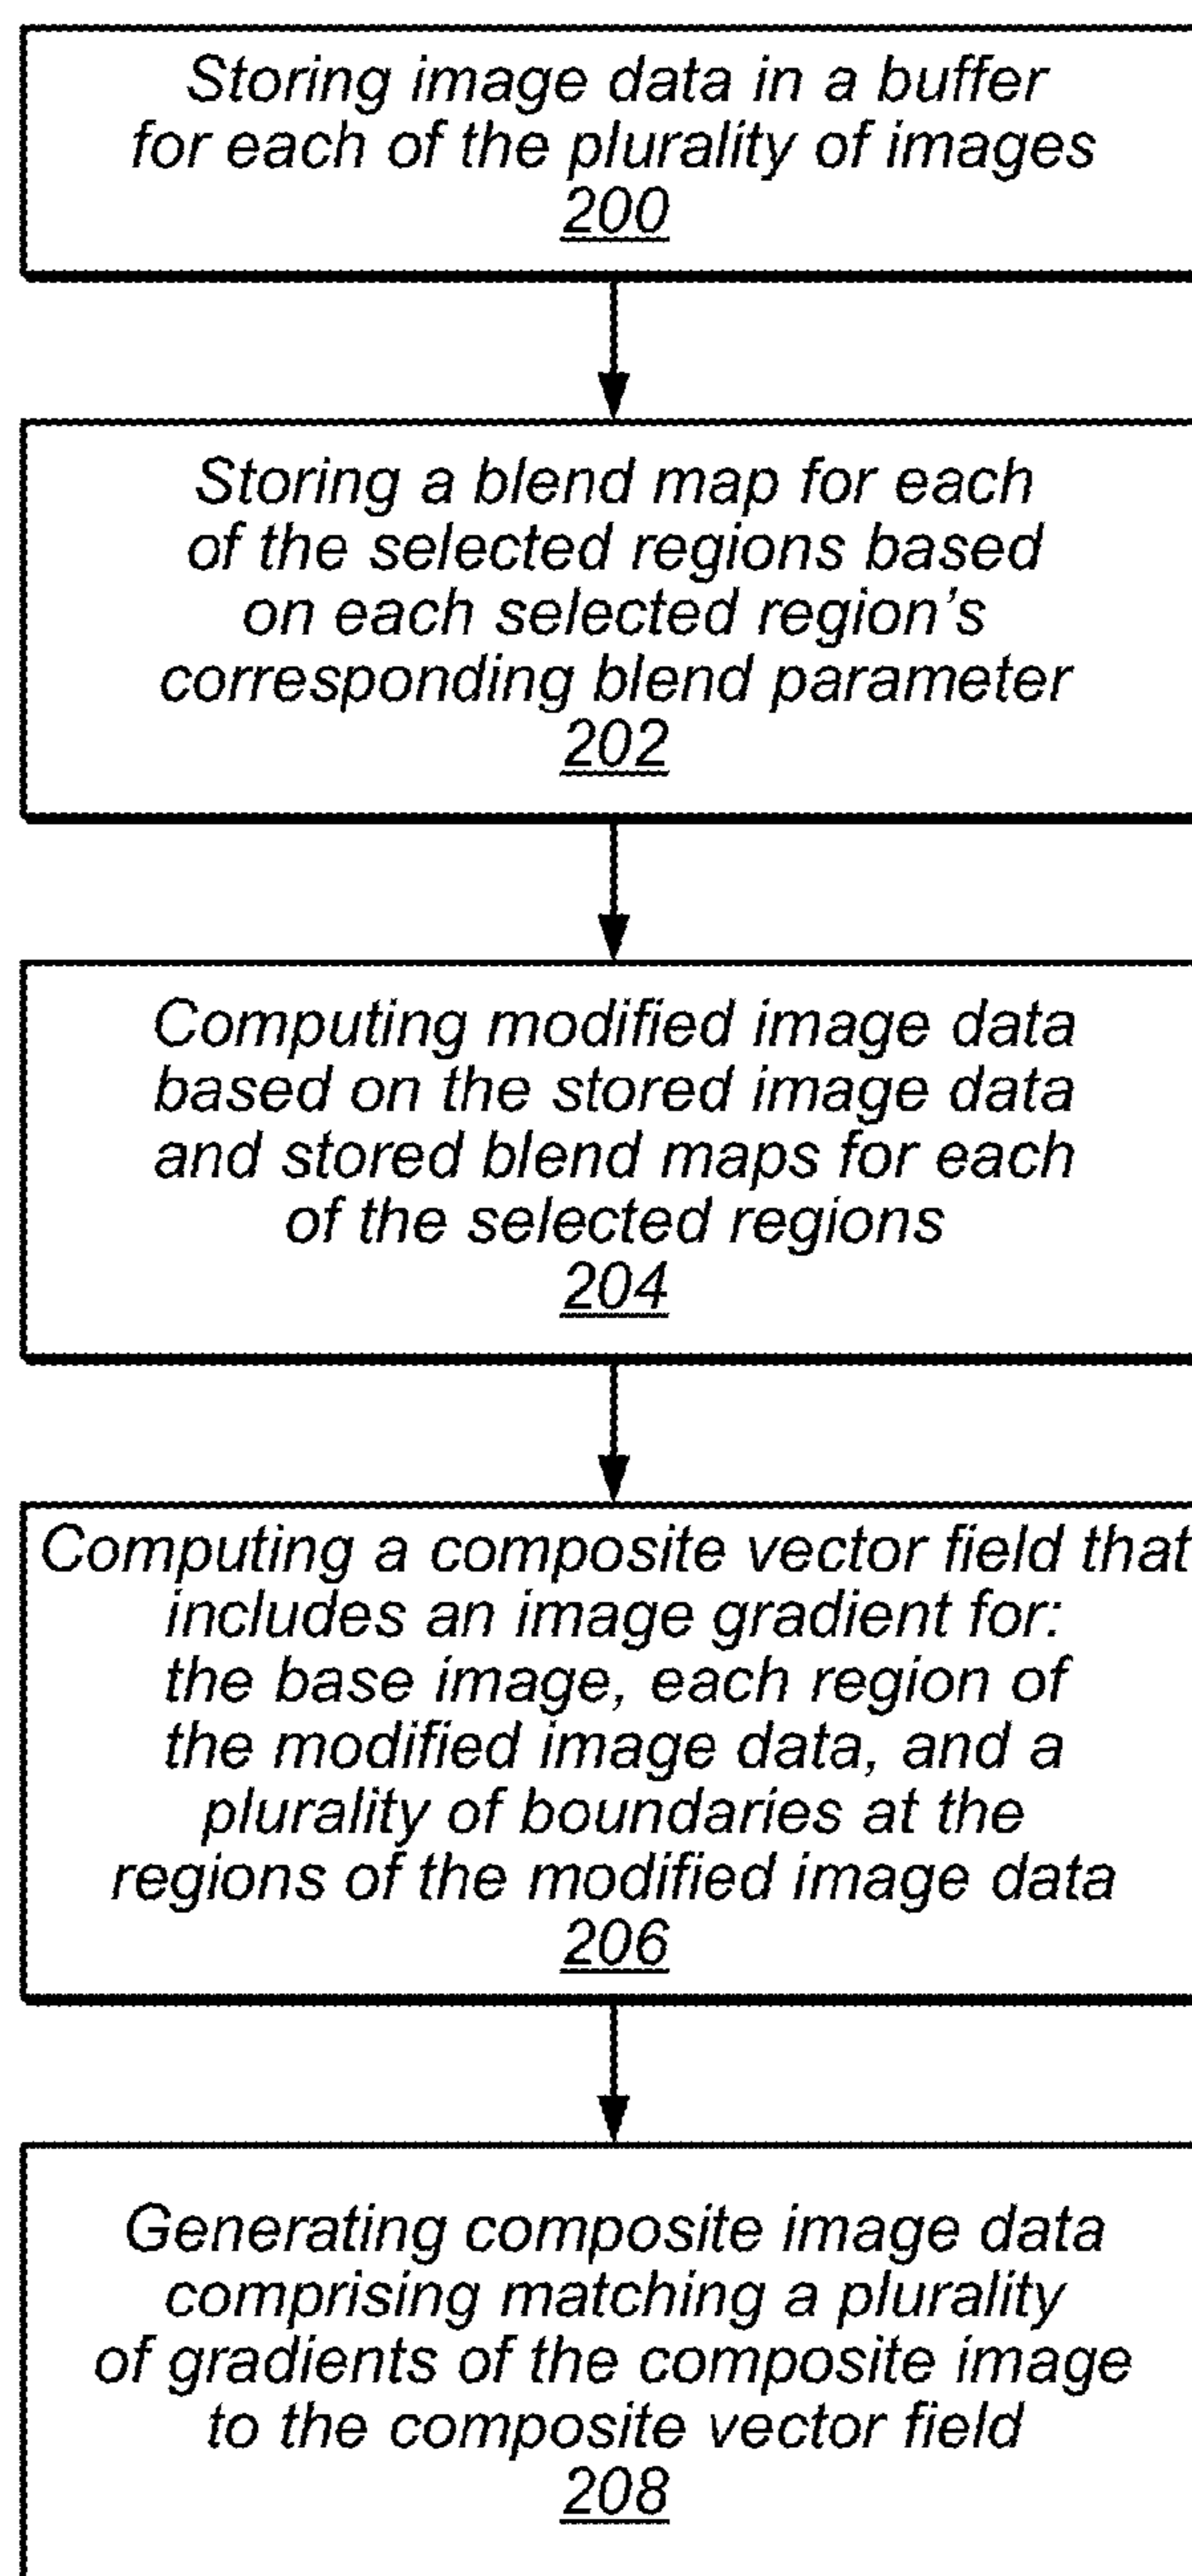 Storing image data in a buffer
for each of the plurality of images
200
Storing a blend map for each
of the selected regions based
on each selected region's
corresponding blend parameter
202
Computing modified image data
based on the stored image data
and stored blend maps for each
of the selected regions
204
Computing a composite vector field that
includes an image gradient for:
the base image, each region of
the modified image data, and a
plurality of boundaries at the
regions of the modified image data
206
Generating composite image data
comprising matching a plurality
of gradients of the composite image
to the composite vector field
208